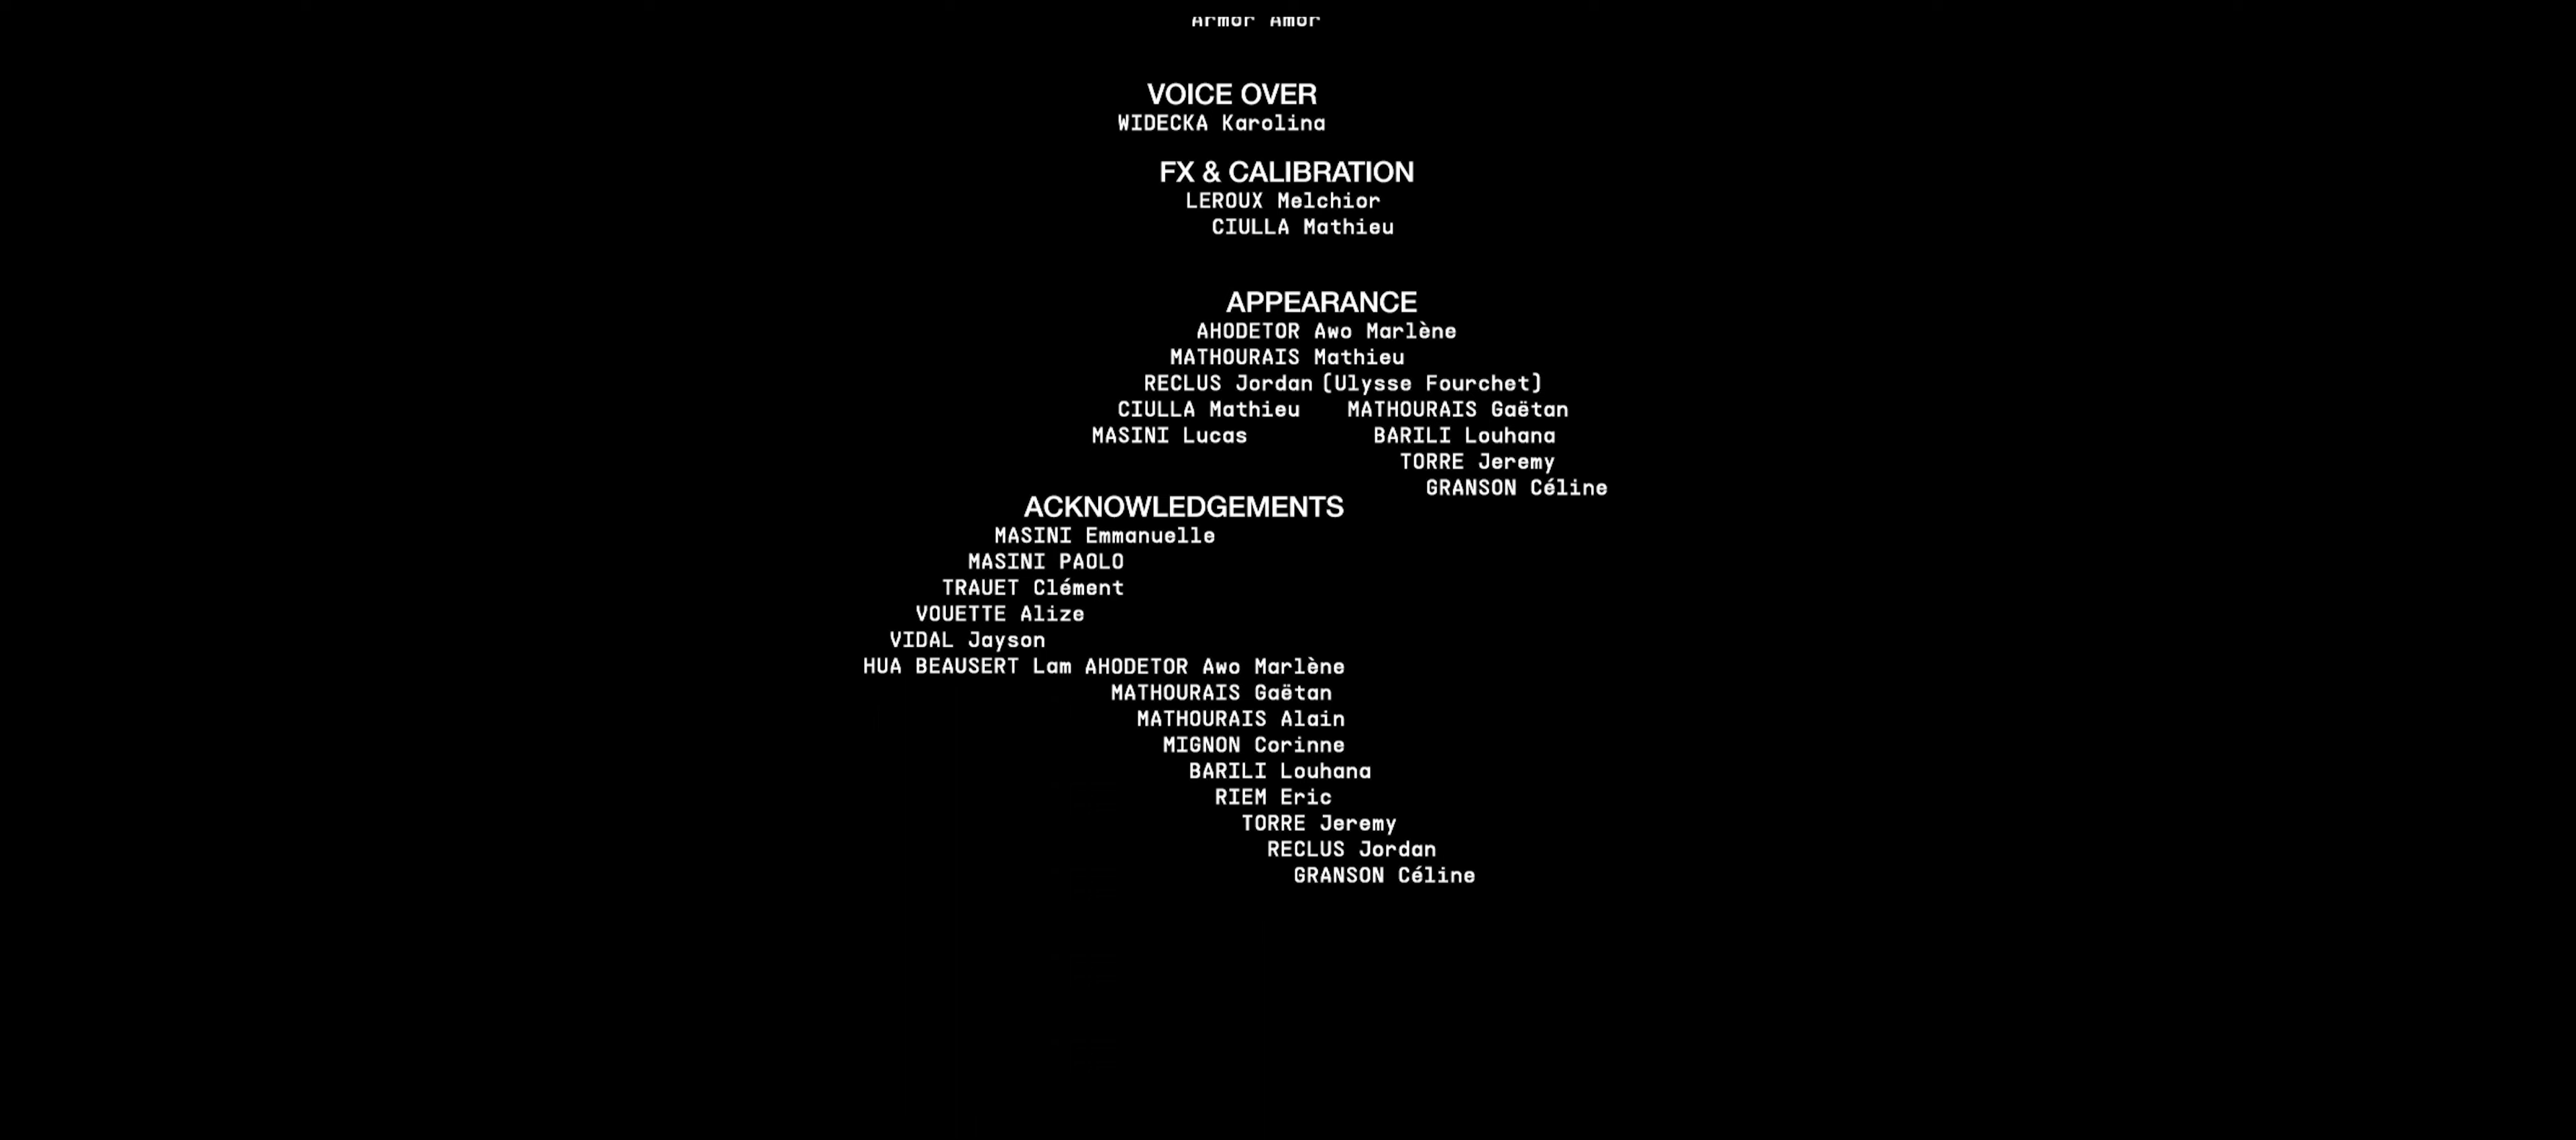 Armor Amor
VOICE OVER
WIDECKA Karolina
FX & CALIBRATION
LEROUX Melchior
CIULLA Mathieu
APPEARANCE
AHODETOR Awo Marlène
MATHOURAIS Mathieu
RECLUS Jordan (Ulysse Fourchet)
CIULLA Mathieu MATHOURAIS Gaëtan
MASINI Lucas BARILI Louhana
TORRE Jeremy
GRANSON Céline
ACKNOWLEDGEMENTS
MASINI Emmanuelle
MASINI PAOLO
TRAUET Clément
VOUETTE Alize
VIDAL Jayson
HUA BEAUSERT Lam AHODETOR Awo Marlène
MATHOURAIS Gaëtan
MATHOURAIS Alain
MIGNON Corinne
BARILI Louhana
RIEM Eric
TORRE Jeremy
RECLUS Jordan
GRANSON Céline